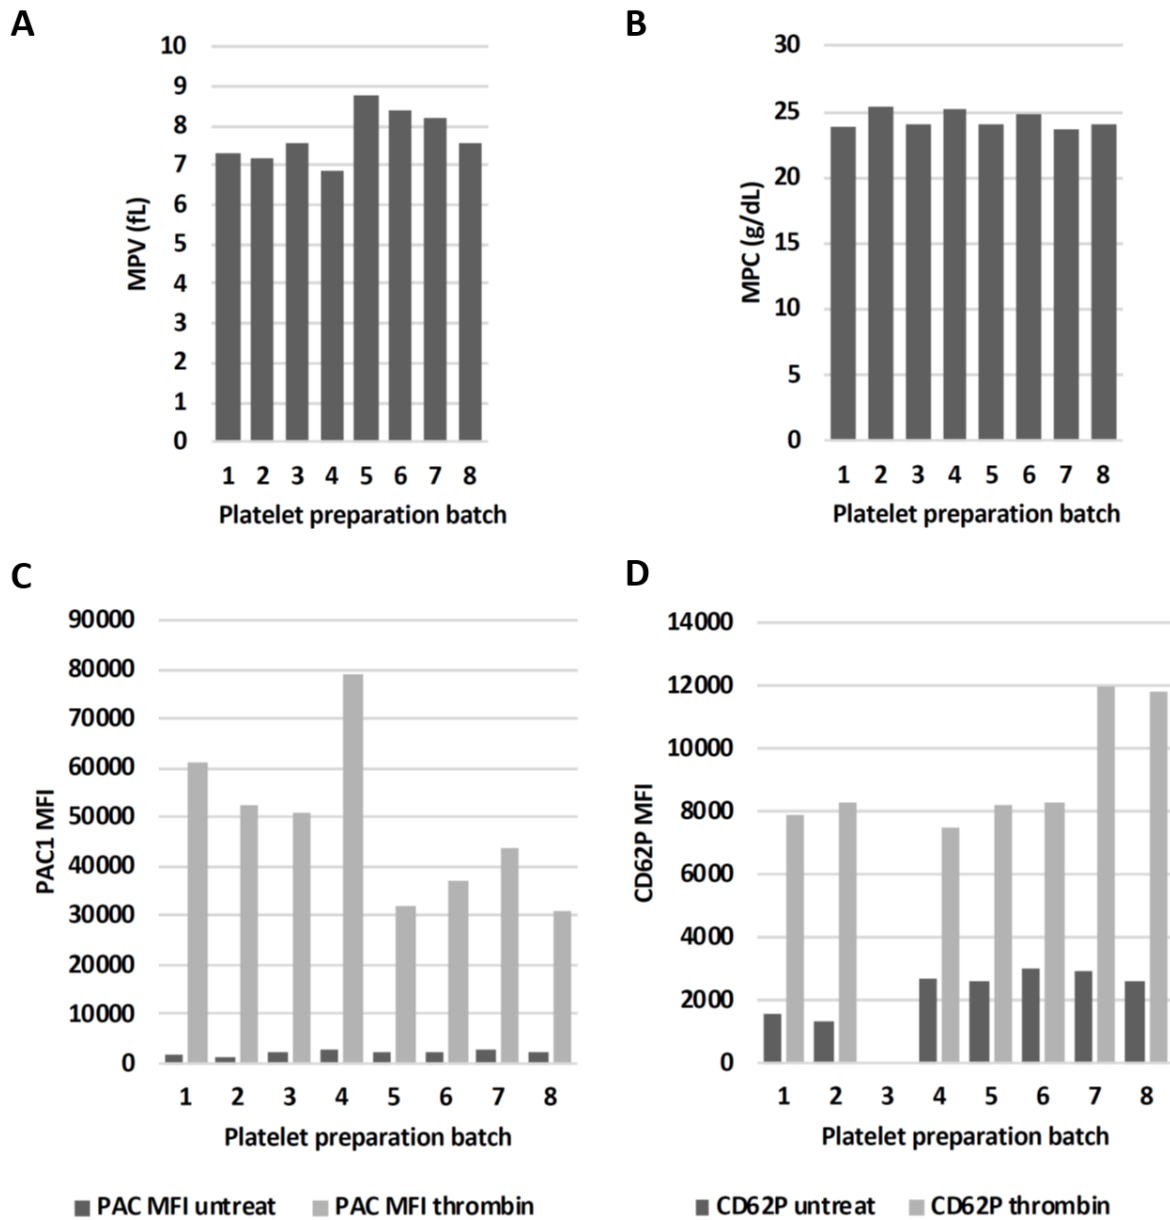 A
10
9
8
7
6
5
4
3
2
1
0
MPV (fL)
1 2 3 4 5 6 7 8
Platelet preparation batch
B
30
25
20
15
10
5
0
MPC (g/dL)
1 2 3 4 5 6 7 8
Platelet preparation batch
C
90000
80000
70000
60000
50000
40000
30000
20000
10000
0
PAC1 MFI
1 2 3 4 5 6 7 8
Platelet preparation batch
PAC MFI untreat PAC MFI thrombin
D
14000
12000
10000
8000
6000
4000
2000
0
CD62P MFI
1 2 3 4 5 6 7 8
Platelet preparation batch
CD62P untreat CD62P thrombin